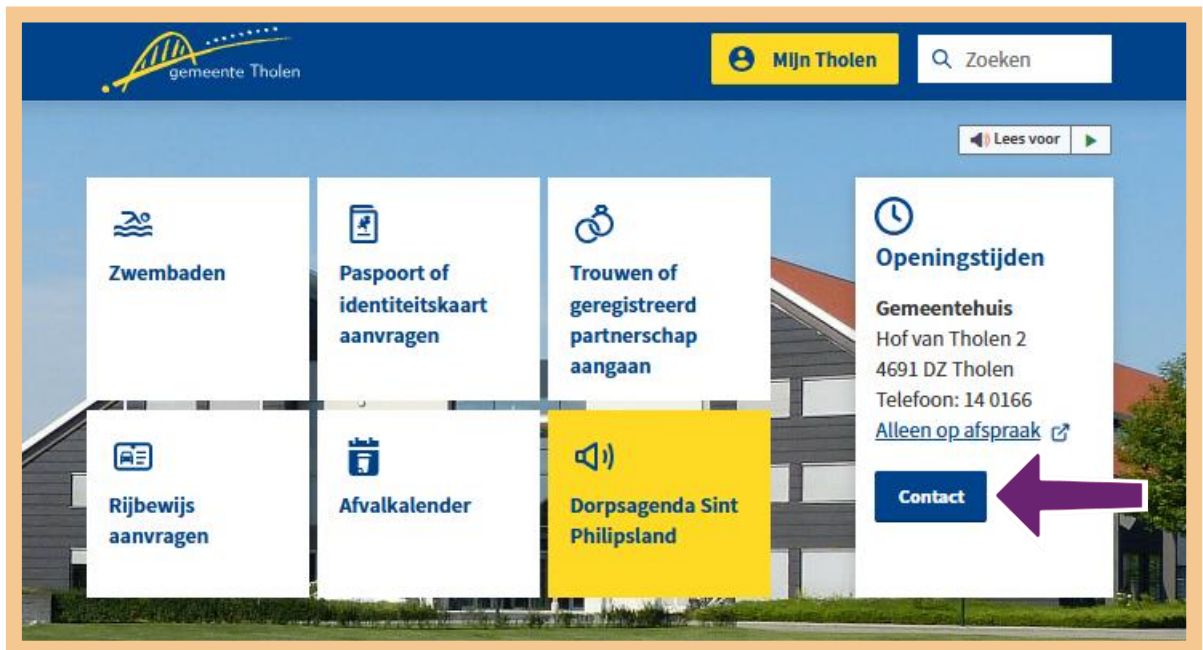 gemeente Tholen
Mijn Tholen
Zoeken
Lees voor
Zwembaden
Paspoort of
identiteitskaart
aanvragen
Trouwen of
geregistreerd
partnerschap
aangaan
Rijbewijs
aanvragen
Afvalkalender
Dorpsagenda Sint
Philipsland
Openingstijden
Gemeentehuis
Hof van Tholen 2
4691 DZ Tholen
Telefoon: 14 0166
Alleen op afspraak
Contact